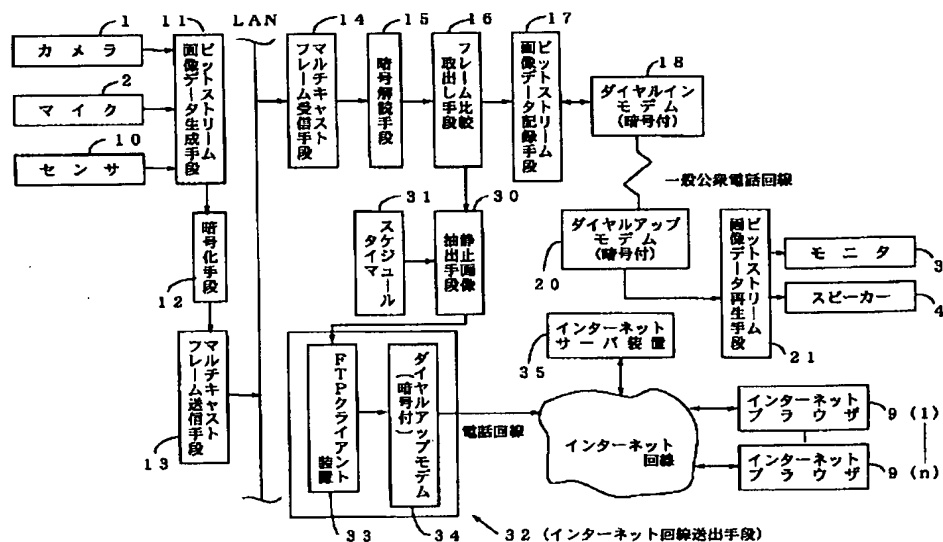 1
カメラ
2
マイク
10
センサ
11
ビットストリーム
画像データ生成手段
12
暗号化手段
13
マルチキャスト
フレーム送信手段
LAN
14
マルチキャスト
フレーム受信手段
15
暗号解読手段
16
フレーム比較
取出し手段
17
ビットストリーム
画像データ記録手段
18
ダイヤルイン
モデム
(暗号付)
一般公衆電話回線
31
スケジュール
タイマ
30
静止画像
抽出手段
ダイヤルアップ
モデム
(暗号付)
20
ビットストリーム
画像データ再生手段
21
モニタ
3
スピーカー
4
インターネット
サーバ装置
35
FTPクライアント
装置
33
ダイヤルアップモデム
(暗号付)
34
電話回線
インターネット
回線
インターネット
ブラウザ
9(1)
インターネット
ブラウザ
9(n)
32(インターネット回線送出手段)